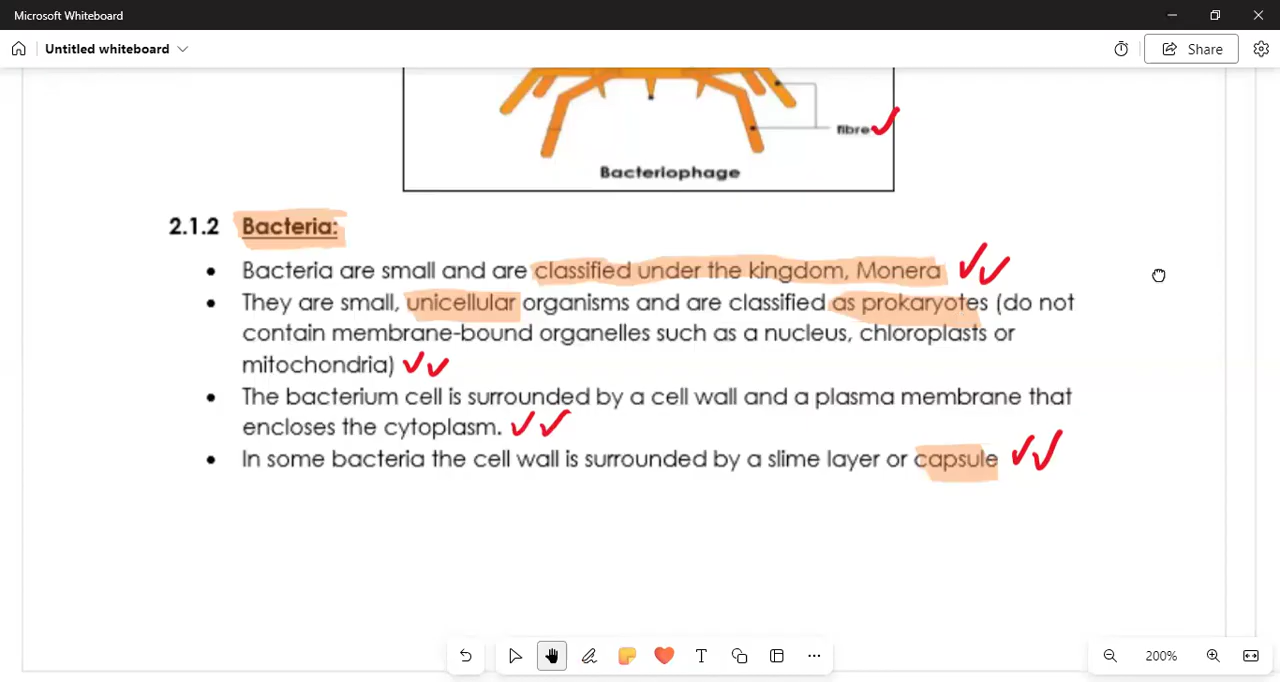 Microsoft Whiteboard
Untitled whiteboard
Share
fibre
Bacteriophage
2.1.2 Bacteria:
• Bacteria are small and are classified under the kingdom, Monera
• They are small, unicellular organisms and are classified as prokaryotes (do not
contain membrane-bound organelles such as a nucleus, chloroplasts or
mitochondria)
• The bacterium cell is surrounded by a cell wall and a plasma membrane that
encloses the cytoplasm.
• In some bacteria the cell wall is surrounded by a slime layer or capsule
200%